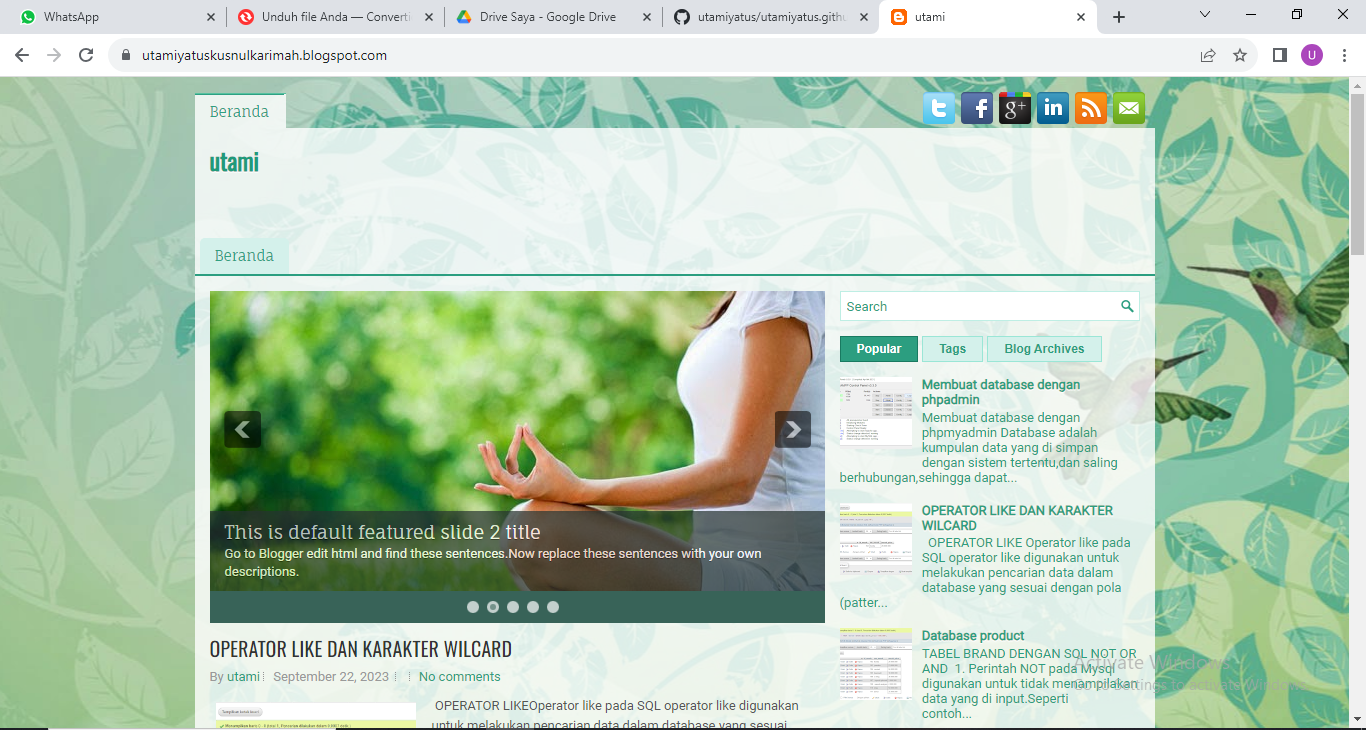 WhatsApp
Unduh file Anda — Converti
Drive Saya - Google Drive
utamiyatus/utamiyatus.githu
utami
utamiyatuskusnulkarimah.blogspot.com
U
Beranda
utami
Beranda
This is default featured slide 2 title
Go to Blogger edit html and find these sentences.Now replace these sentences with your own
descriptions.
OPERATOR LIKE DAN KARAKTER WILCARD
By utami September 22, 2023 No comments
OPERATOR LIKEOperator like pada SQL operator like digunakan
untuk melakukan pencarian data dalam database yang sesuai
Search
Popular
Tags
Blog Archives
Membuat database dengan
phpadmin
Membuat database dengan
phpmyadmin Database adalah
kumpulan data yang di simpan
dengan sistem tertentu,dan saling
berhubungan,sehingga dapat...
OPERATOR LIKE DAN KARAKTER
WILCARD
OPERATOR LIKE Operator like pada
SQL operator like digunakan untuk
melakukan pencarian data dalam
database yang sesuai dengan pola
(patter...
Database product
TABEL BRAND DENGAN SQL NOT OR
AND 1. Perintah NOT pada Mysql
digunakan untuk tidak menampilkan
data yang di input.Seperti
contoh...
Activate Windows
Go to Settings to activate Windows.